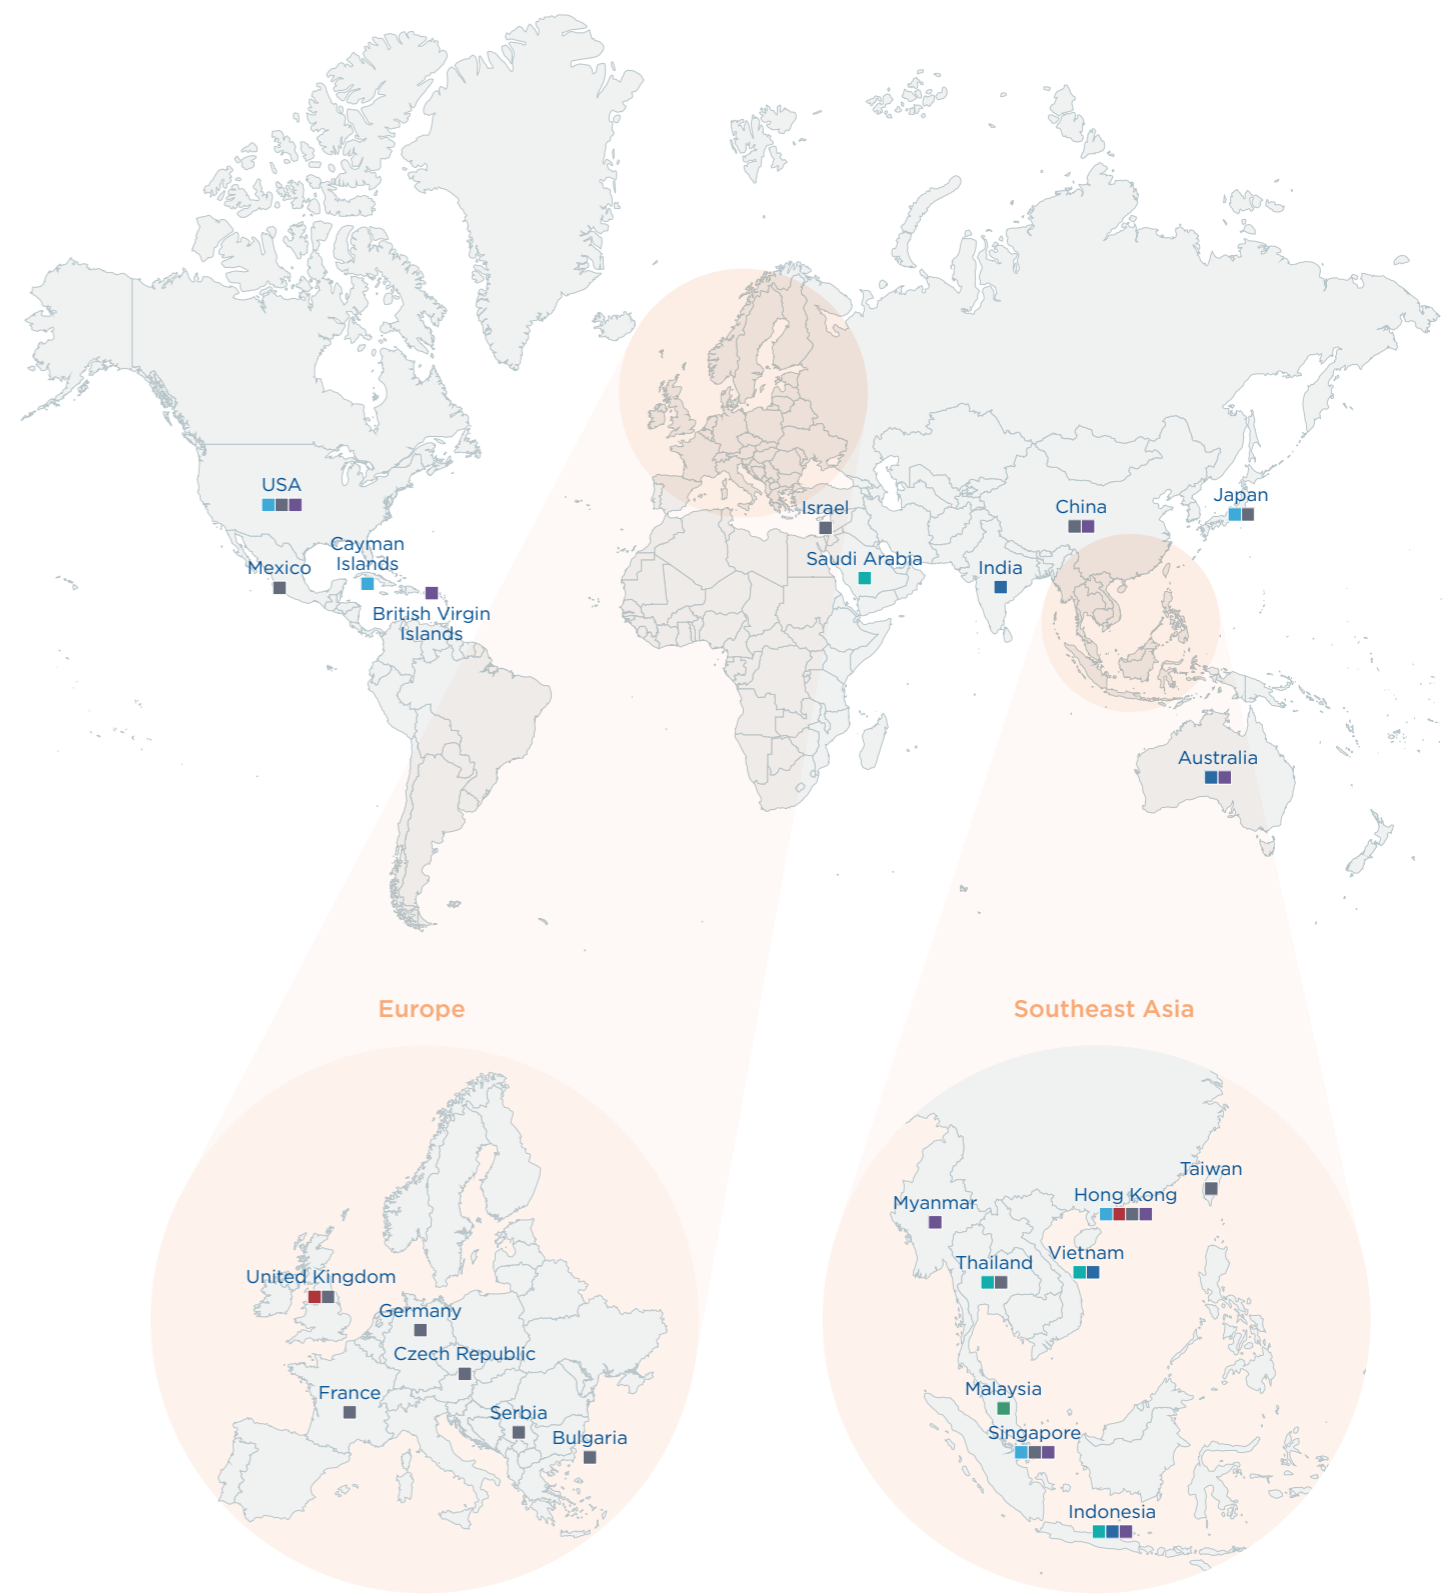 USA
Cayman
Islands
Mexico
British Virgin
Islands
Israel
Saudi Arabia
India
China
Japan
Australia
Europe
United Kingdom
Germany
Czech Republic
France
Serbia
Bulgaria
Southeast Asia
Taiwan
Hong Kong
Myanmar
Vietnam
Thailand
Malaysia
Singapore
Indonesia